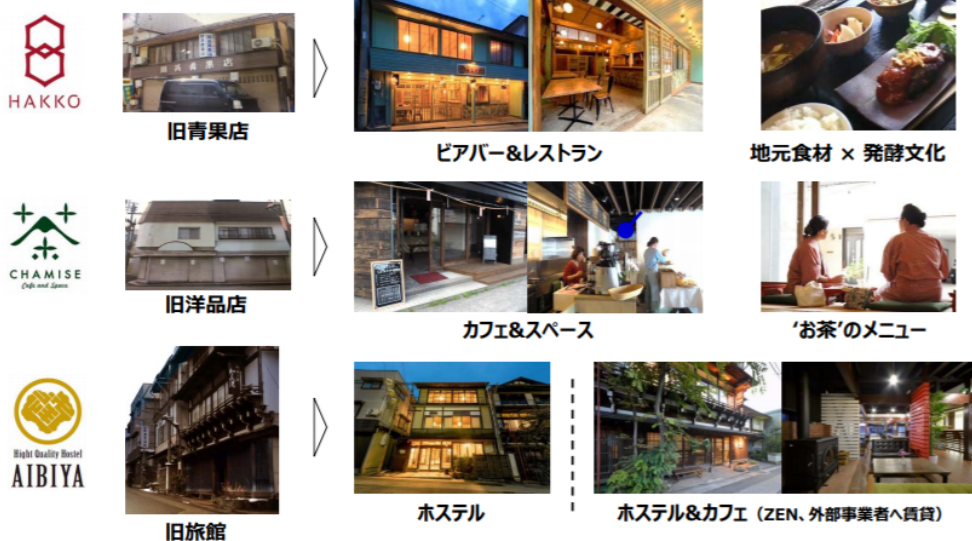 HAKKO
旧青果店
ビアバー&レストラン
地元食材 × 発酵文化
CHAMISE
Cafe and Space
旧洋品店
カフェ&スペース
‘お茶’のメニュー
Hight Quality Hostel
AIBIYA
旧旅館
ホステル
ホステル&カフェ（ZEN、外部事業者へ賃貸）